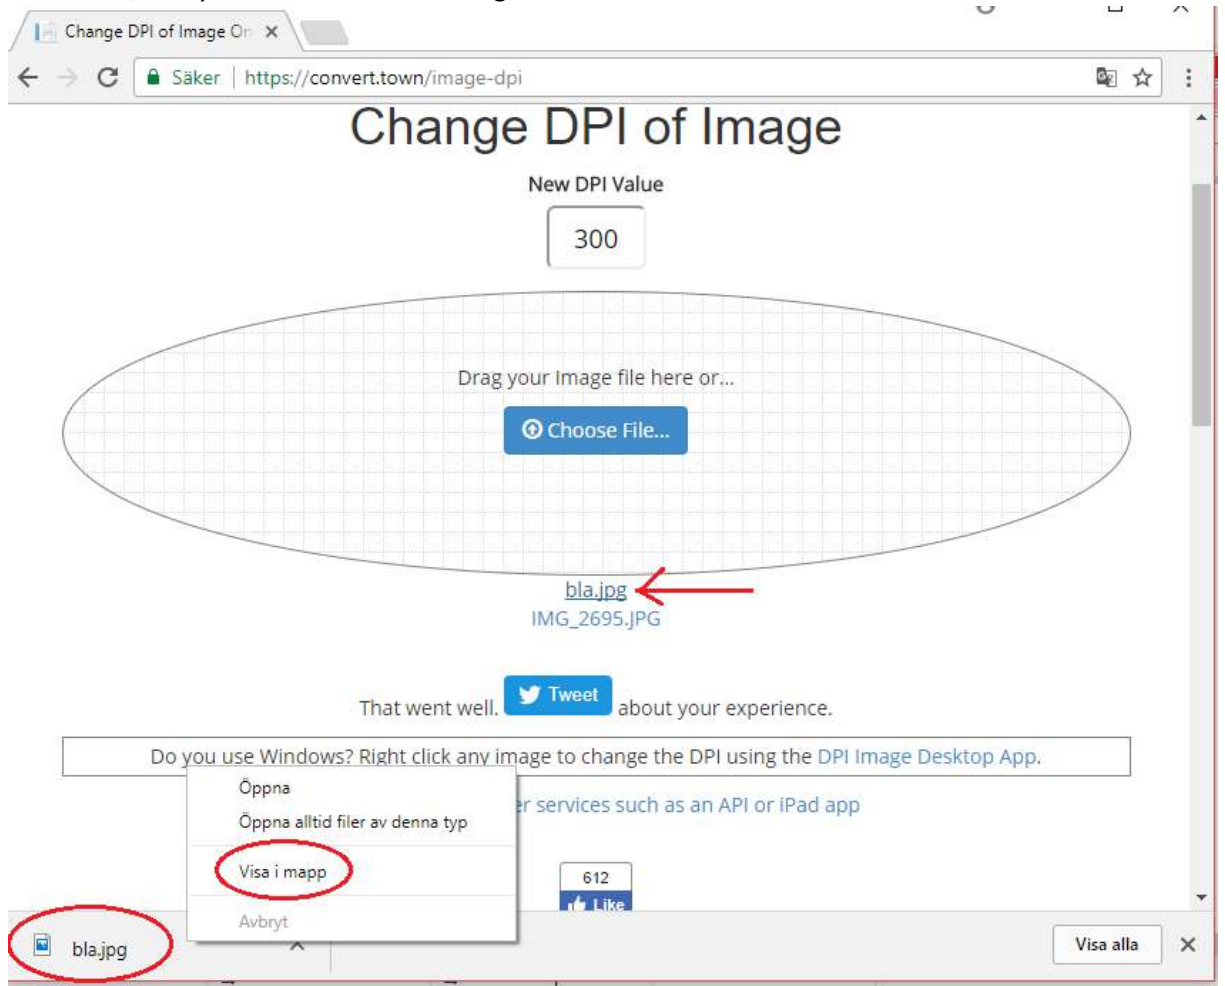 Change DPI of Image On
Säker | https://convert.town/image-dpi
Change DPI of Image
New DPI Value
300
Drag your Image file here or...
Choose File...
bla.jpg
IMG_2695.JPG
That went well. Tweet about your experience.
Do you use Windows? Right click any image to change the DPI using the DPI Image Desktop App.
er services such as an API or iPad app
Öppna
Öppna alltid filer av denna typ
Visa i mapp
Avbryt
612
Like
bla.jpg
Visa alla